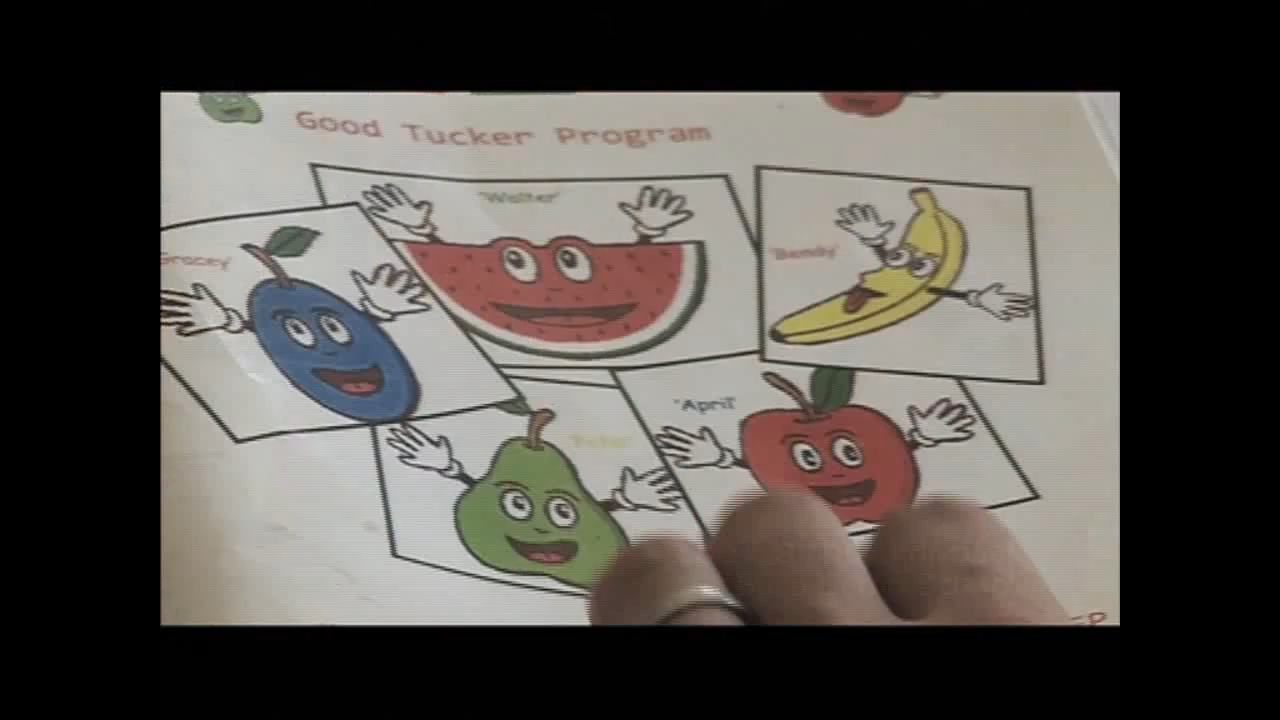 Good Tucker Program
'Walter'
Gracey'
'Bendy'
'April'